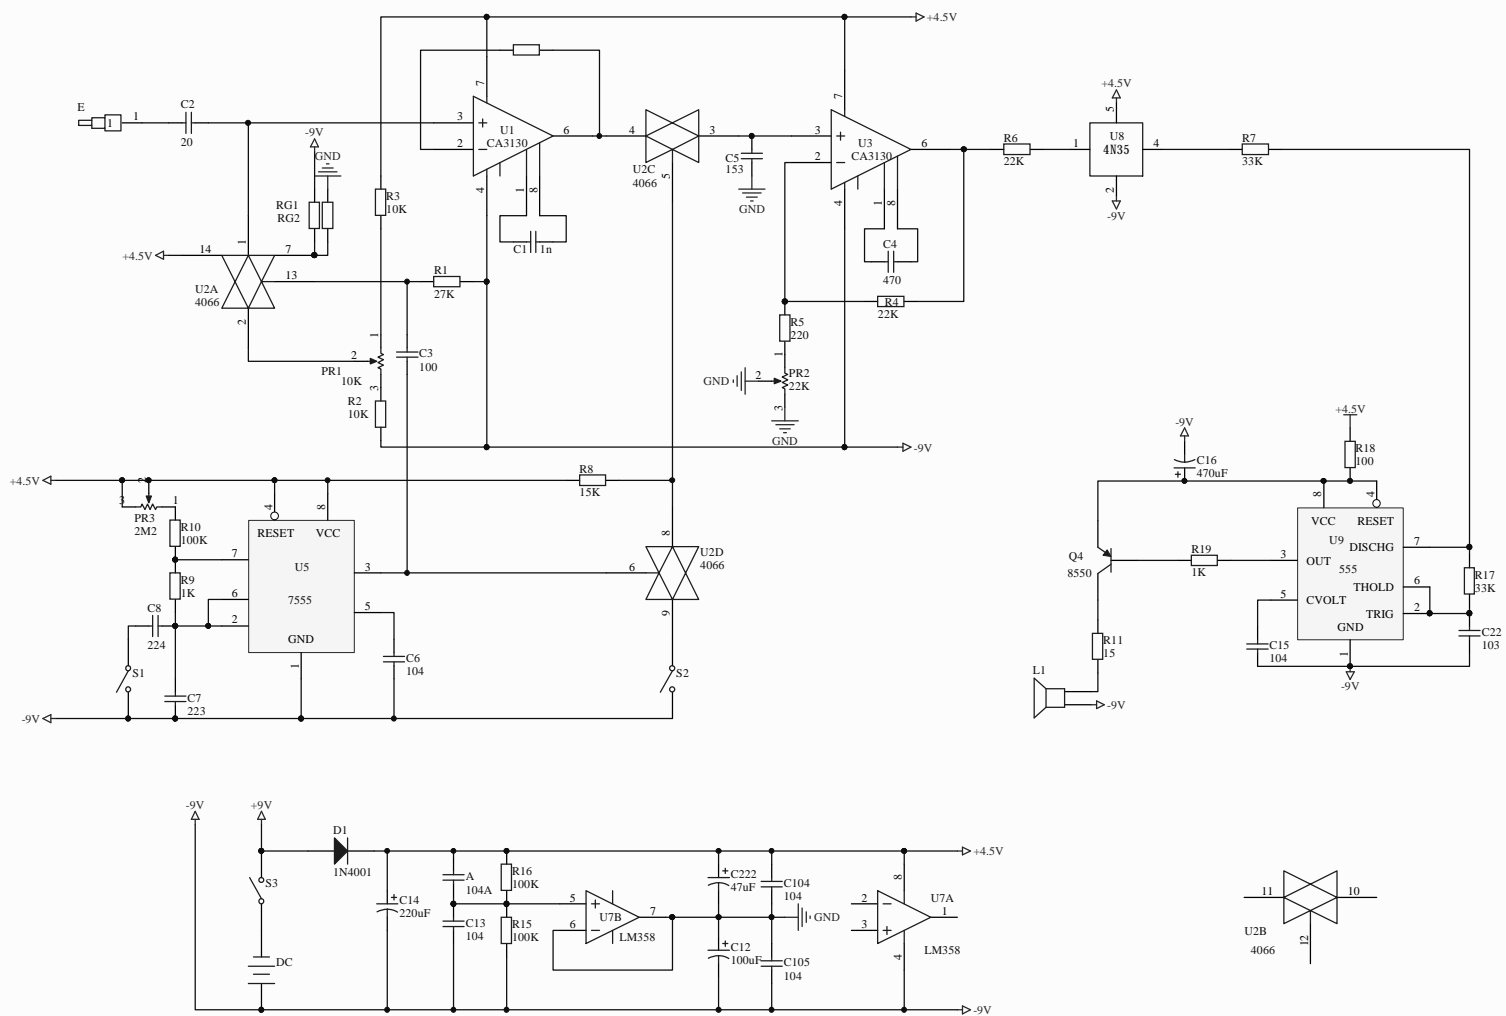 +4.5V
E
1
1
C2
20
3
2
7
U1
CA3130
6
4
1
8
C1
1n
4
3
U2C
4066
5
C5
153
GND
7
3
2
U3
CA3130
6
4
1
8
C4
470
R6
22K
1
+4.5V
5
U8
4N35
4
2
-9V
R7
33K
-9V
GND
RG1
RG2
R3
10K
+4.5V
14
1
7
13
U2A
4066
2
R1
27K
C3
100
1
2
PR1
10K
3
R2
10K
R4
22K
R5
220
1
GND
2
PR2
22K
3
GND
-9V
+4.5V
2
3
1
PR3
2M2
R10
100K
R9
1K
C8
224
S1
C7
223
-9V
4
8
RESET
VCC
7
U5
3
7555
6
5
2
GND
1
C6
104
R8
15K
8
U2D
4066
6
9
S2
-9V
C16
470uF
+4.5V
R18
100
8
4
VCC
RESET
U9
DISCHG
7
3
OUT
555
THOLD
6
5
CVOLT
TRIG
2
GND
1
-9V
Q4
8550
R19
1K
R11
15
L1
-9V
C15
104
R17
33K
C22
103
-9V
+9V
D1
1N4001
S3
DC
C14
220uF
A
104A
C13
104
R16
100K
R15
100K
5
6
U7B
7
LM358
C222
47uF
C104
104
GND
C12
100uF
C105
104
+4.5V
8
2
3
U7A
1
LM358
4
-9V
11
10
U2B
4066
12